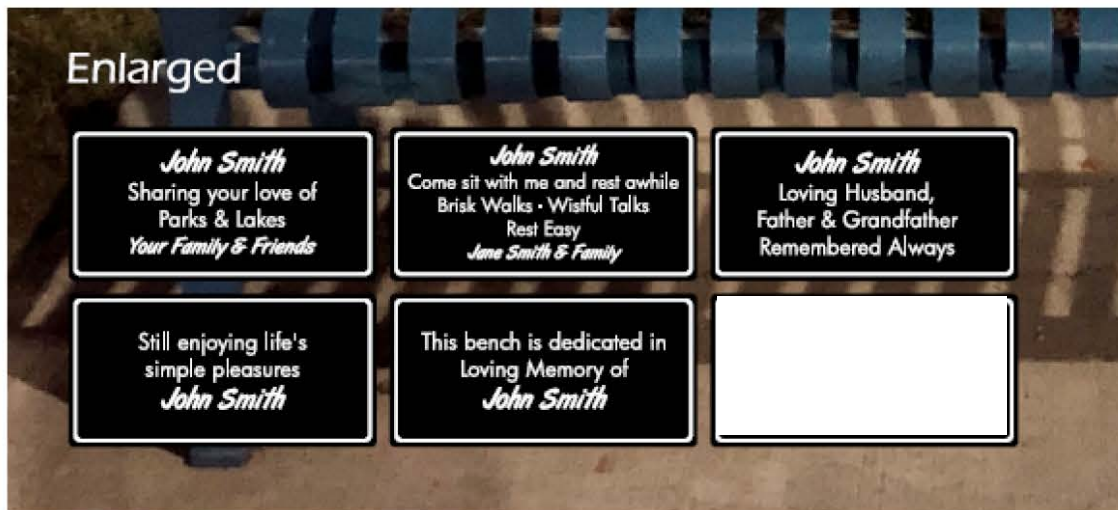 Enlarged
John Smith
Sharing your love of
Parks & Lakes
Your Family & Friends
John Smith
Come sit with me and rest awhile
Brisk Walks • Wistful Talks
Rest Easy
Jane Smith & Family
John Smith
Loving Husband,
Father & Grandfather
Remembered Always
Still enjoying life's
simple pleasures
John Smith
This bench is dedicated in
Loving Memory of
John Smith